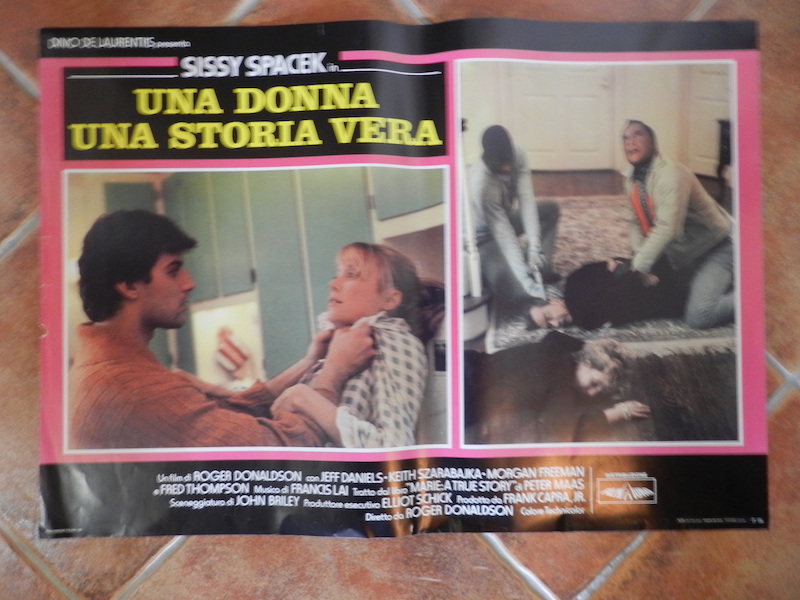 DINO DE LAURENTIIS presenta
SISSY SPACEK in
UNA DONNA
UNA STORIA VERA
Un film di ROGER DONALDSON con JEFF DANIELS • KEITH SZARABAJKA • MORGAN FREEMAN
e FRED THOMPSON Musica di FRANCIS LAI Tratto dal libro "MARIE: A TRUE STORY" di PETER MAAS
Sceneggiatura di JOHN BRILEY Produttore esecutivo ELLIOT SCHICK Prodotto da FRANK CAPRA, JR.
Diretto da ROGER DONALDSON Colore Technicolor